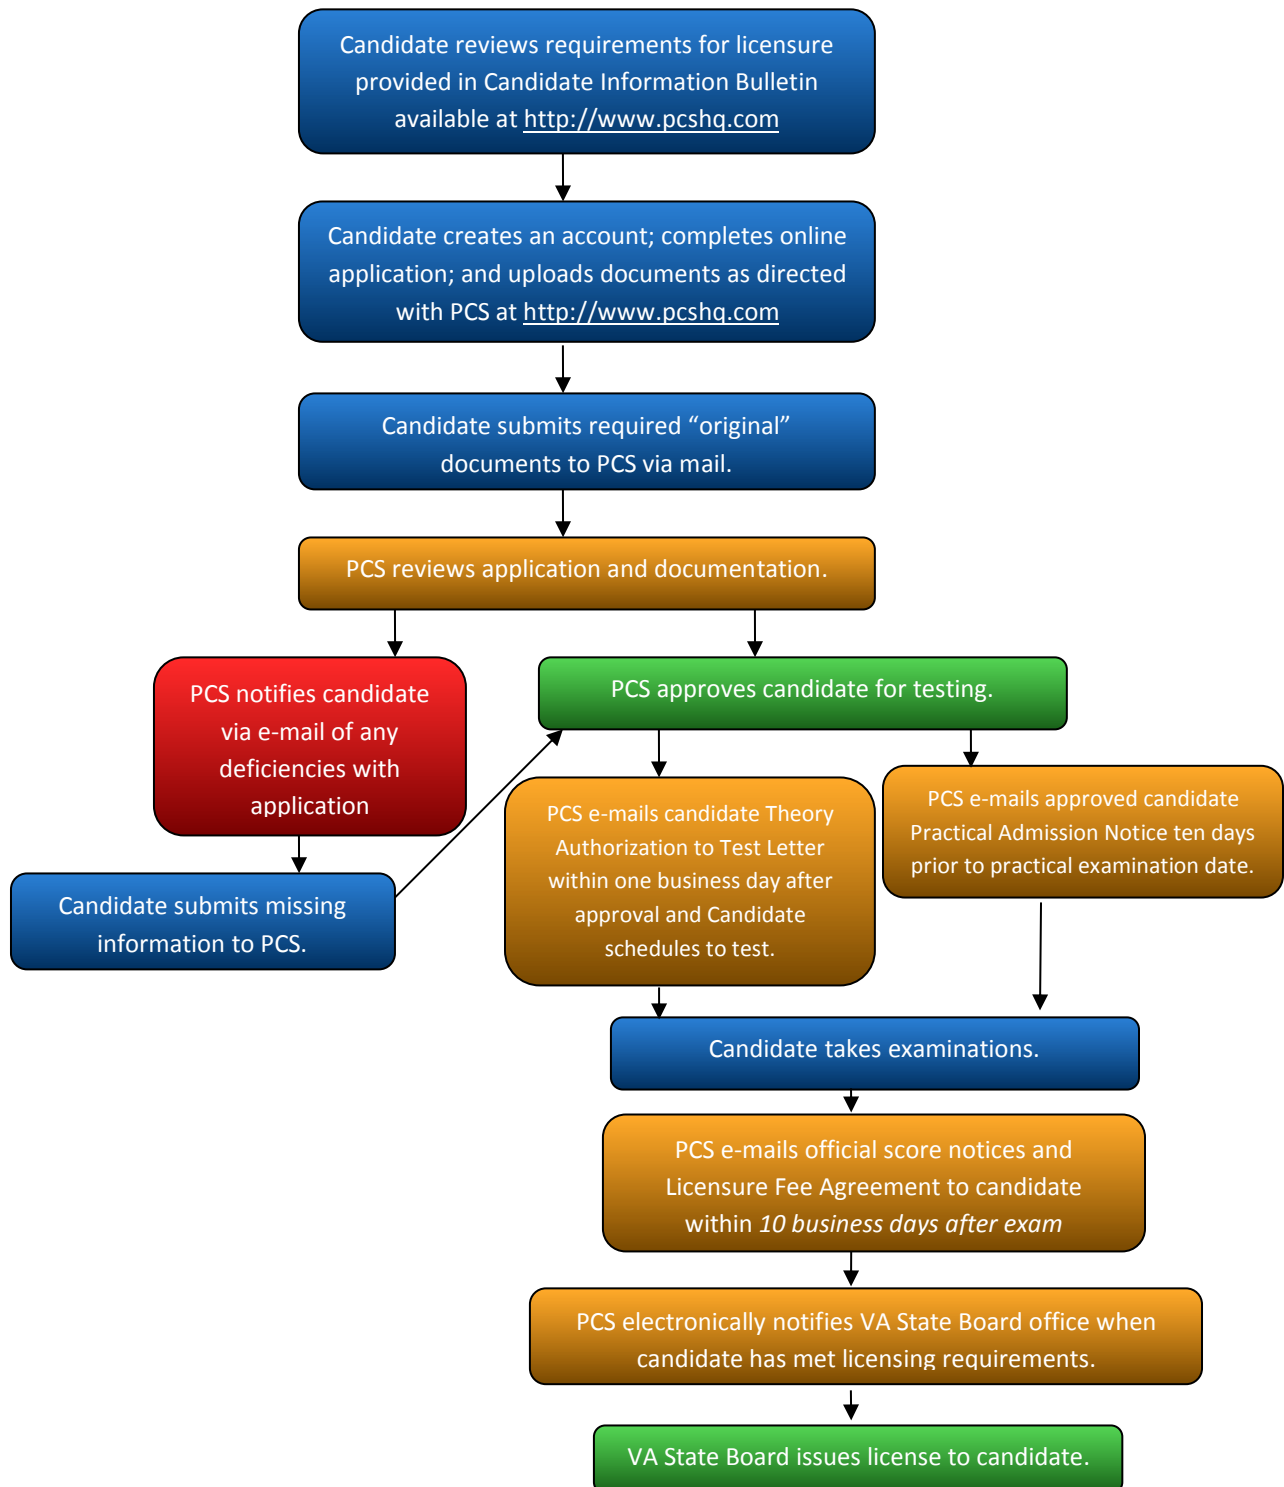 Candidate reviews requirements for licensure
provided in Candidate Information Bulletin
available at http://www.pcshq.com
Candidate creates an account; completes online
application; and uploads documents as directed
with PCS at http://www.pcshq.com
Candidate submits required “original”
documents to PCS via mail.
PCS reviews application and documentation.
PCS notifies candidate
via e-mail of any
deficiencies with
application
Candidate submits missing
information to PCS.
PCS approves candidate for testing.
PCS e-mails candidate Theory
Authorization to Test Letter
within one business day after
approval and Candidate
schedules to test.
PCS e-mails approved candidate
Practical Admission Notice ten days
prior to practical examination date.
Candidate takes examinations.
PCS e-mails official score notices and
Licensure Fee Agreement to candidate
within 10 business days after exam
PCS electronically notifies VA State Board office when
candidate has met licensing requirements.
VA State Board issues license to candidate.